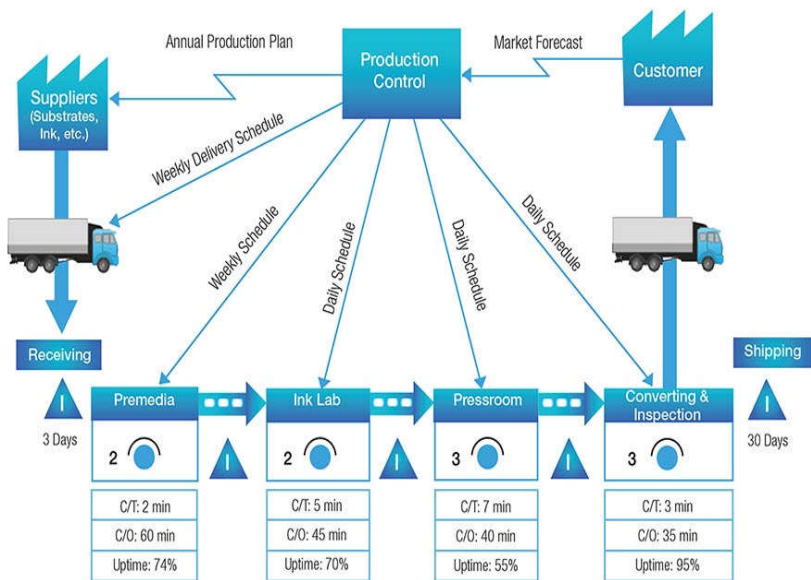 Annual Production Plan
Production
Control
Market Forecast
Customer
Suppliers
(Substrates,
Ink, etc.)
Weekly Delivery Schedule
Weekly Schedule
Daily Schedule
Daily Schedule
Daily Schedule
Receiving
Shipping
I
3 Days
Premedia
2
C/T: 2 min
C/O: 60 min
Uptime: 74%
I
Ink Lab
2
C/T: 5 min
C/O: 45 min
Uptime: 70%
I
Pressroom
3
C/T: 7 min
C/O: 40 min
Uptime: 55%
I
Converting &
Inspection
3
C/T: 3 min
C/O: 35 min
Uptime: 95%
I
30 Days